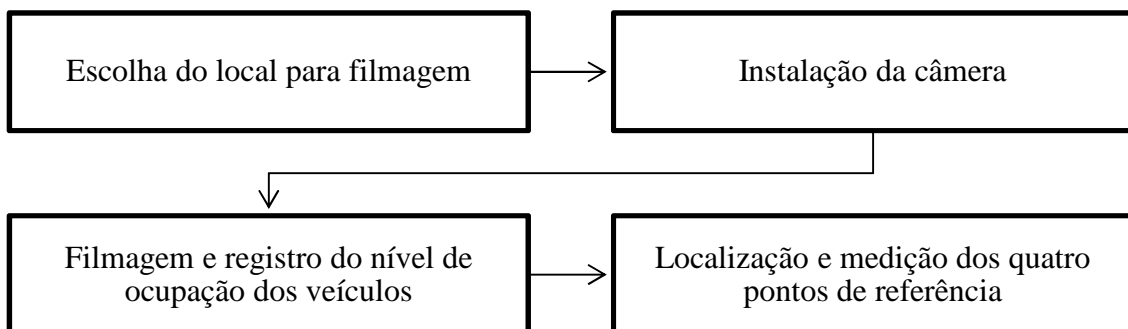 Escolha do local para filmagem
Instalação da câmera
Filmagem e registro do nível de
ocupação dos veículos
Localização e medição dos quatro
pontos de referência